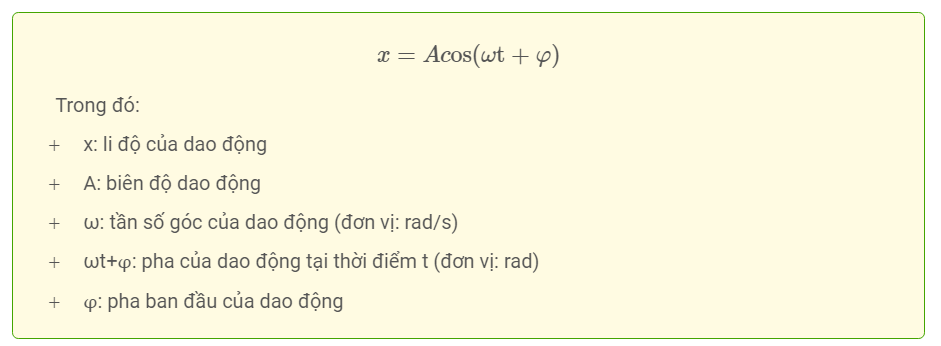 x = Acos(ωt + φ)
Trong đó:
+ x: li độ của dao động
+ A: biên độ dao động
+ ω: tần số góc của dao động (đơn vị: rad/s)
+ ωt+φ: pha của dao động tại thời điểm t (đơn vị: rad)
+ φ: pha ban đầu của dao động